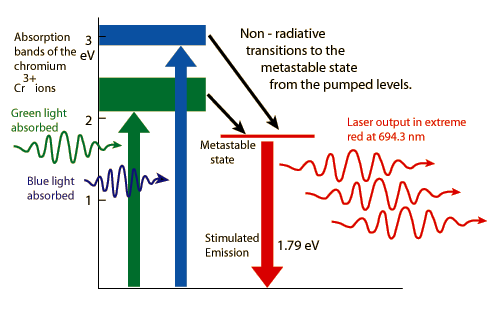 Non - radiative
transitions to the
metastable state
from the pumped levels.
Absorption
bands of the
chromium
3+
Cr ions
3
eV
2
1
Green light
absorbed
Blue light
absorbed
Metastable
state
Laser output in extreme
red at 694.3 nm
Stimulated
Emission
1.79 eV